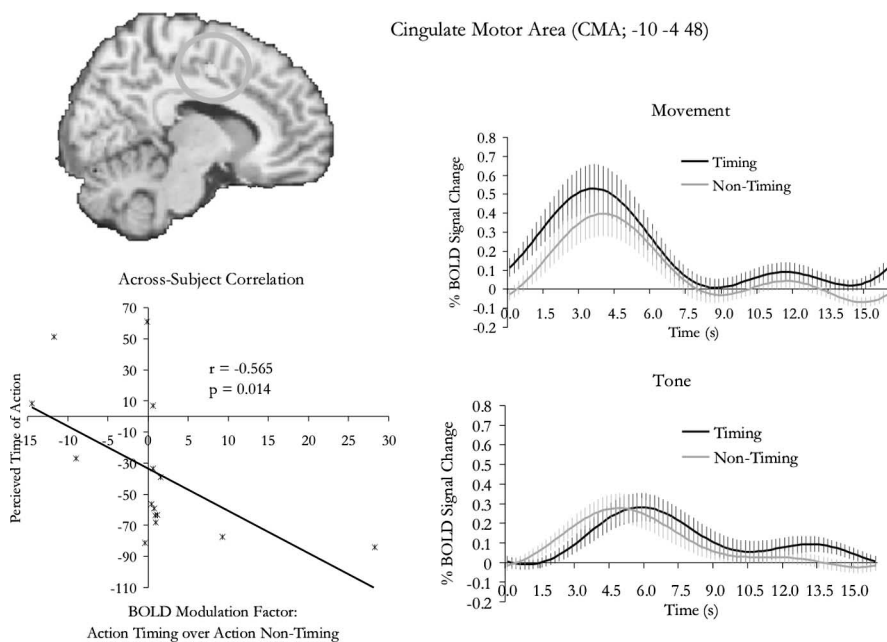 Cingulate Motor Area (CMA; -10 -4 48)
Across-Subject Correlation
Percieved Time of Action
70
50
30
10
-10
-30
-50
-70
-90
-110
15
-10
-5
0
5
10
15
20
25
30
r = -0.565
p = 0.014
BOLD Modulation Factor:
Action Timing over Action Non-Timing
Movement
% BOLD Signal Change
0.8
0.7
0.6
0.5
0.4
0.3
0.2
0.1
0
-0.1
-0.2
Timing
Non-Timing
0.0 1.5 3.0 4.5 6.0 7.5 9.0 10.5 12.0 13.5 15.0
Time (s)
Tone
% BOLD Signal Change
0.8
0.7
0.6
0.5
0.4
0.3
0.2
0.1
0
-0.1
-0.2
Timing
Non-Timing
0.0 1.5 3.0 4.5 6.0 7.5 9.0 10.5 12.0 13.5 15.0
Time (s)